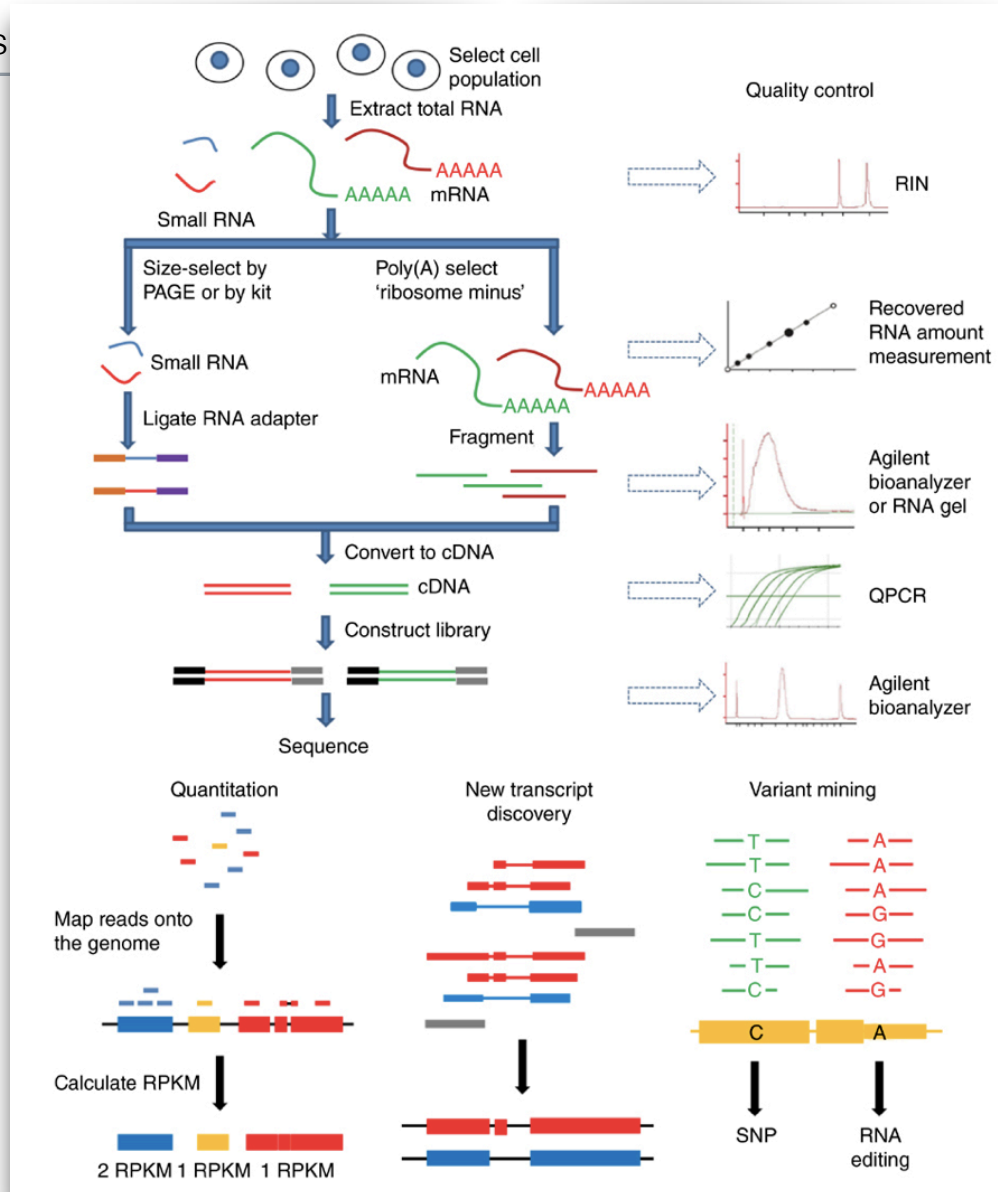 S
Select cell
population
Quality control
Extract total RNA
AAAAA
AAAAA
mRNA
RIN
Small RNA
Size-select by
PAGE or by kit
Poly(A) select
‘ribosome minus’
Recovered
RNA amount
measurement
Small RNA
mRNA
AAAAA
AAAAA
Ligate RNA adapter
Fragment
Agilent
bioanalyzer
or RNA gel
Convert to cDNA
cDNA
QPCR
Construct library
Agilent
bioanalyzer
Sequence
Quantitation
New transcript
discovery
Variant mining
Map reads onto
the genome
T
T
C
C
T
T
C
A
A
A
G
G
A
G
C
A
Calculate RPKM
SNP
RNA
editing
2 RPKM 1 RPKM 1 RPKM